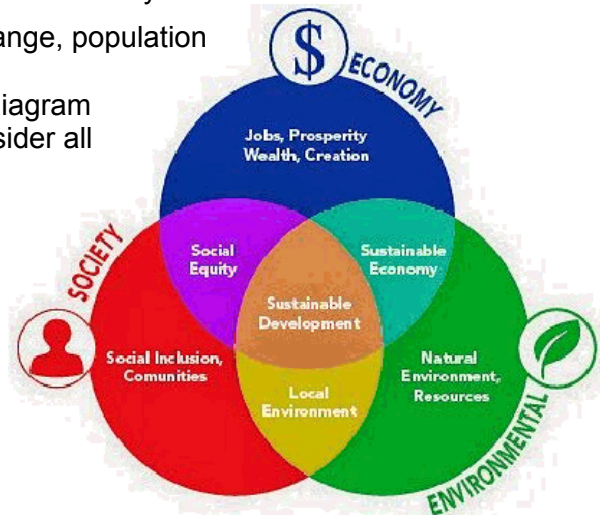 ange, population
iagram
sider all
$
ECONOMY
Jobs, Prosperity
Wealth, Creation
SOCIETY
Social
Equity
Sustainable
Economy
Sustainable
Development
Social Inclusion,
Comunities
Natural
Environment,
Resources
Local
Environment
ENVIRONMENTAL